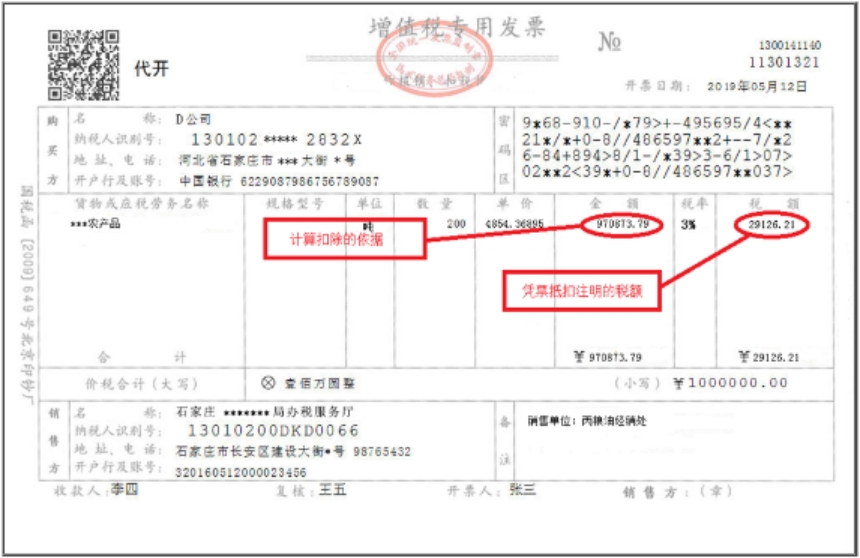 增值税专用发票
代开
№
1300141140
11301321
开票日期: 2019年05月12日
购买方
名 称: D公司
纳税人识别号: 130102 ***** 2832X
地 址、电 话: 河北省石家庄市 *** 大街 * 号
开户行及账号: 中国银行 6229087986756789087
密码区
9*68-910-/*79>+-495695/4<**
21*/*+0-8//486597**2+--7/*2
6-84+894>8/1-/*39>3-6/1>07>
02**2<39*+0-8//486597**037>
货物或应税劳务名称 规格型号 单位 数 量 单 价 金 额 税率 税 额
***农产品 吨 200 4854.36895 970873.79 3% 29126.21
计算扣除的依据
凭票抵扣注明的税额
合 计 ¥ 970873.79 ¥ 29126.21
价税合计(大写) ⊗ 壹佰万圆整 (小写) ¥1000000.00
销售方
名 称: 石家庄 ******* 局办税服务厅
纳税人识别号: 13010200DKD0066
地 址、电 话: 石家庄市长安区建设大街*号 98765432
开户行及账号: 320160512000023456
备注
销售单位: 丙粮油经销处
收款人: 李四 复核: 王五 开票人: 张三 销售方:(章)
国税函 [2009] 649号北京印钞厂